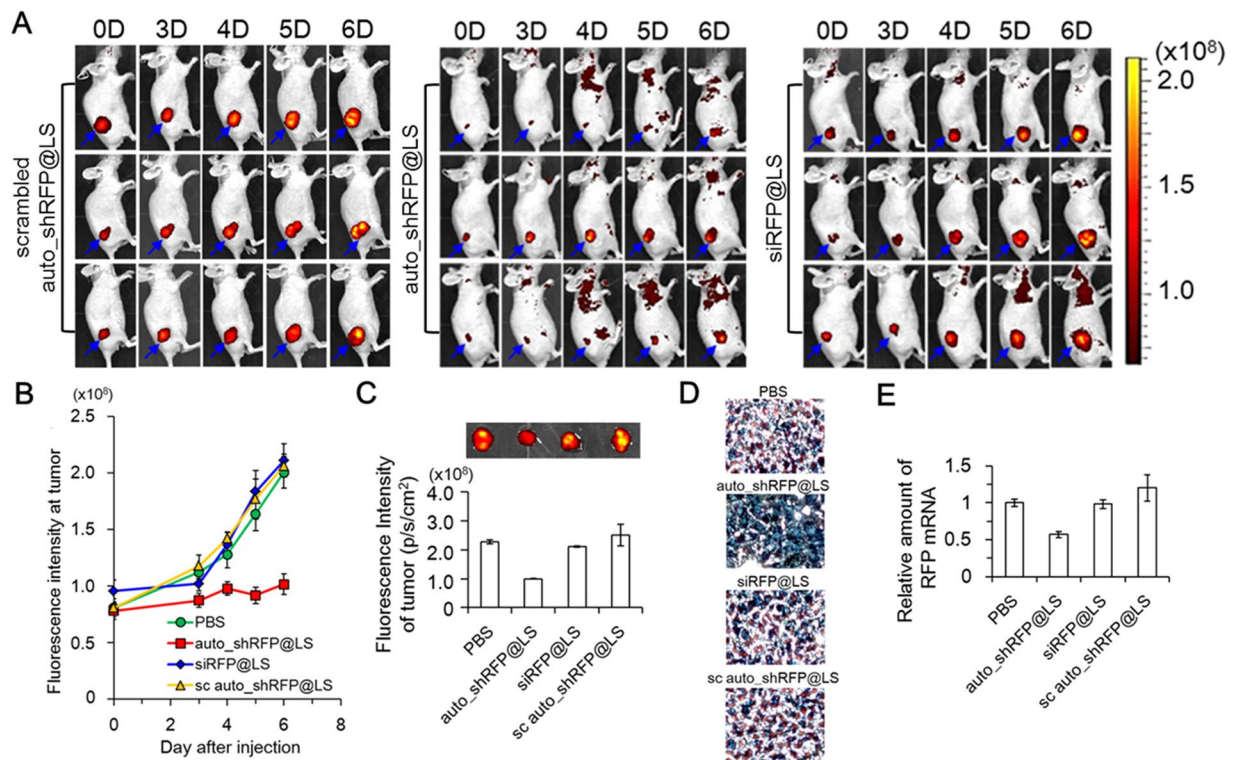 A
0D 3D 4D 5D 6D
scrambled
auto_shRFP@LS
0D 3D 4D 5D 6D
auto_shRFP@LS
0D 3D 4D 5D 6D
siRFP@LS
(x10⁸)
2.0
1.5
1.0
B
(x10⁸)
Fluorescence intensity at tumor
2.5
2.0
1.5
1.0
0.5
0
PBS
auto_shRFP@LS
siRFP@LS
sc auto_shRFP@LS
0 2 4 6 8
Day after injection
C
Fluorescence Intensity
of tumor (p/s/cm²)
(x10⁸)
4.0
3.0
2.0
1.0
0
PBS
auto_shRFP@LS
siRFP@LS
sc auto_shRFP@LS
D
PBS
auto_shRFP@LS
siRFP@LS
sc auto_shRFP@LS
E
Relative amount of
RFP mRNA
1.5
1
0.5
0
PBS
auto_shRFP@LS
siRFP@LS
sc auto_shRFP@LS